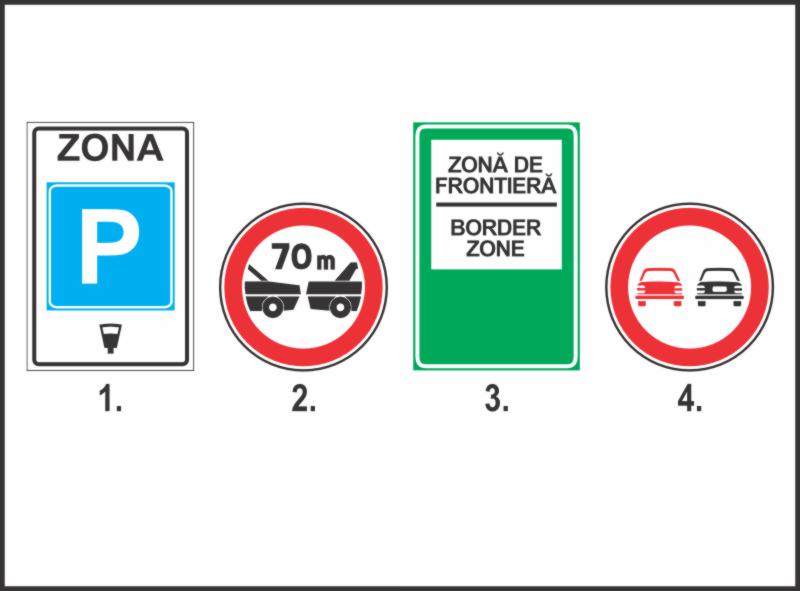 ZONA
P
1.
70 m
2.
ZONĂ DE
FRONTIERĂ
BORDER
ZONE
3.
4.